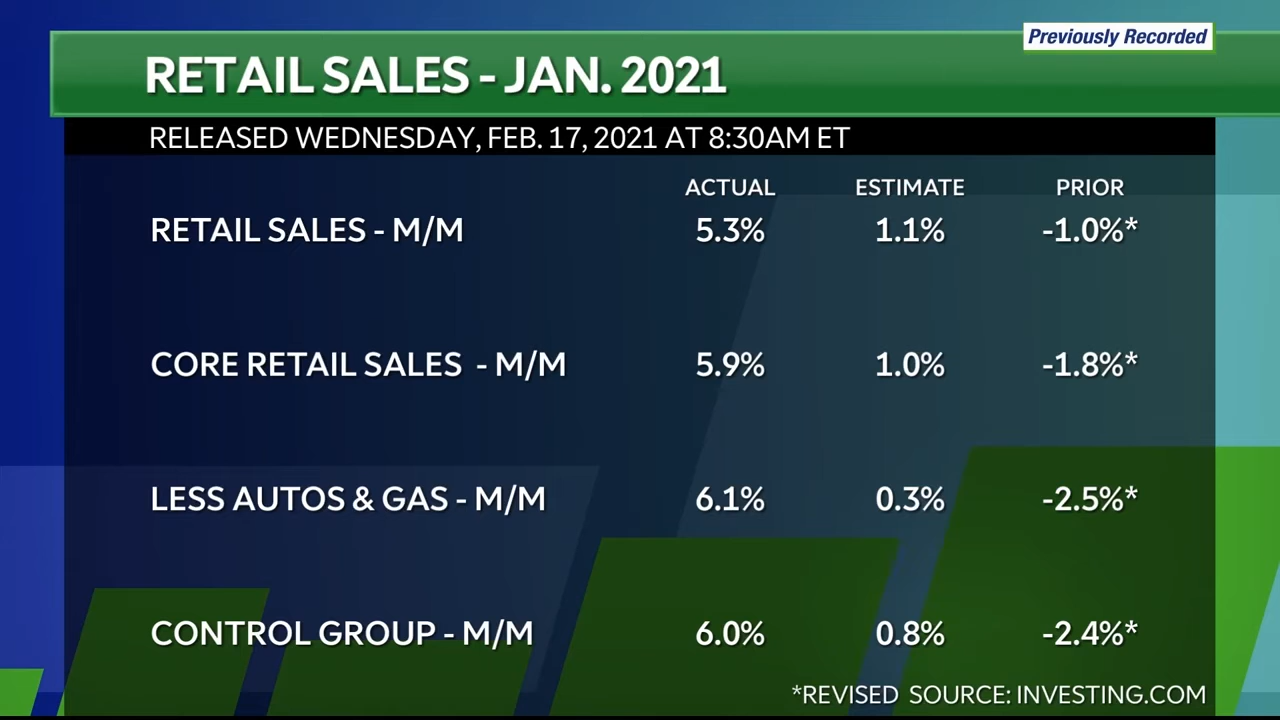 Previously Recorded
RETAIL SALES - JAN. 2021
RELEASED WEDNESDAY, FEB. 17, 2021 AT 8:30AM ET
ACTUAL ESTIMATE PRIOR
RETAIL SALES - M/M 5.3% 1.1% -1.0%*
CORE RETAIL SALES - M/M 5.9% 1.0% -1.8%*
LESS AUTOS & GAS - M/M 6.1% 0.3% -2.5%*
CONTROL GROUP - M/M 6.0% 0.8% -2.4%*
*REVISED SOURCE: INVESTING.COM